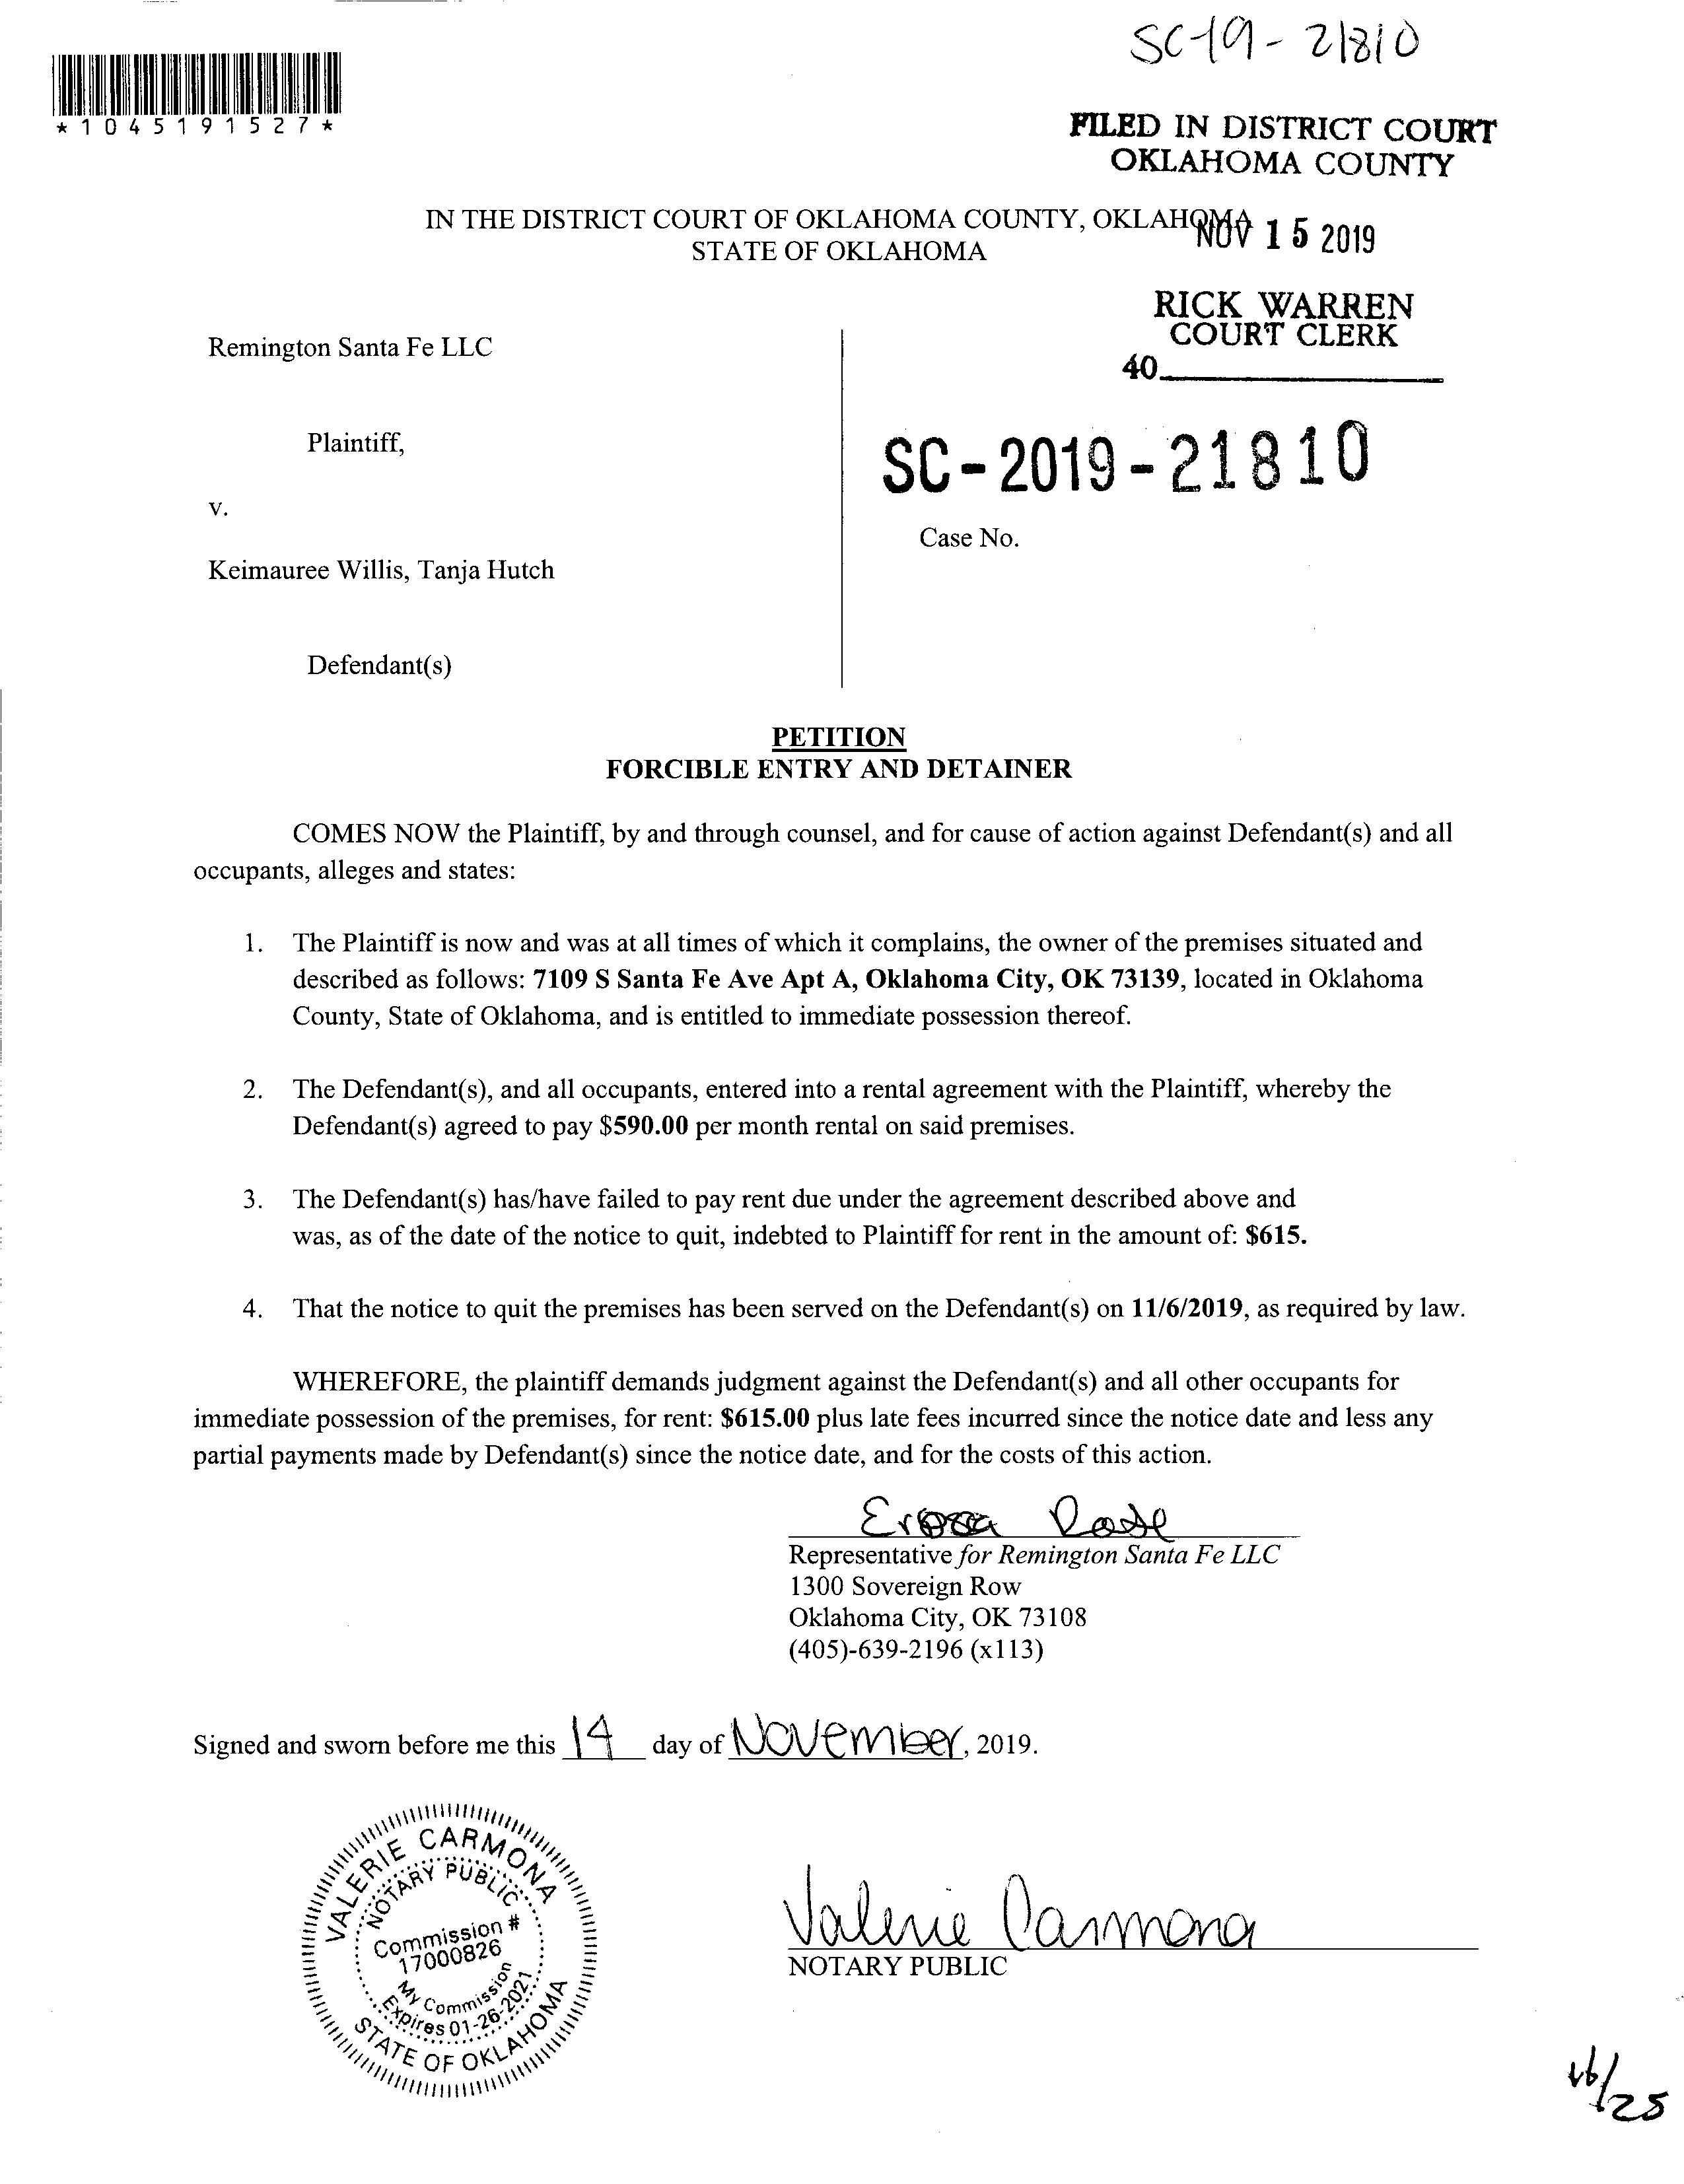 SC-19-21810
*1045191527*
FILED IN DISTRICT COURT
OKLAHOMA COUNTY
IN THE DISTRICT COURT OF OKLAHOMA COUNTY, OKLAHOMA
STATE OF OKLAHOMA
NOV 15 2019
RICK WARREN
COURT CLERK
40
Remington Santa Fe LLC
Plaintiff,
SC-2019-21810
v.
Case No.
Keimauree Willis, Tanja Hutch
Defendant(s)
PETITION
FORCIBLE ENTRY AND DETAINER
COMES NOW the Plaintiff, by and through counsel, and for cause of action against Defendant(s) and all
occupants, alleges and states:
1. The Plaintiff is now and was at all times of which it complains, the owner of the premises situated and
described as follows: 7109 S Santa Fe Ave Apt A, Oklahoma City, OK 73139, located in Oklahoma
County, State of Oklahoma, and is entitled to immediate possession thereof.
2. The Defendant(s), and all occupants, entered into a rental agreement with the Plaintiff, whereby the
Defendant(s) agreed to pay $590.00 per month rental on said premises.
3. The Defendant(s) has/have failed to pay rent due under the agreement described above and
was, as of the date of the notice to quit, indebted to Plaintiff for rent in the amount of: $615.
4. That the notice to quit the premises has been served on the Defendant(s) on 11/6/2019, as required by law.
WHEREFORE, the plaintiff demands judgment against the Defendant(s) and all other occupants for
immediate possession of the premises, for rent: $615.00 plus late fees incurred since the notice date and less any
partial payments made by Defendant(s) since the notice date, and for the costs of this action.
Representative for Remington Santa Fe LLC
1300 Sovereign Row
Oklahoma City, OK 73108
(405)-639-2196 (x113)
Signed and sworn before me this 14 day of November, 2019.
VALERIE CARMONA
NOTARY PUBLIC
Commission #
17000826
My Commission
Expires 01-26-2021
STATE OF OKLAHOMA
Valerie Carmona
NOTARY PUBLIC